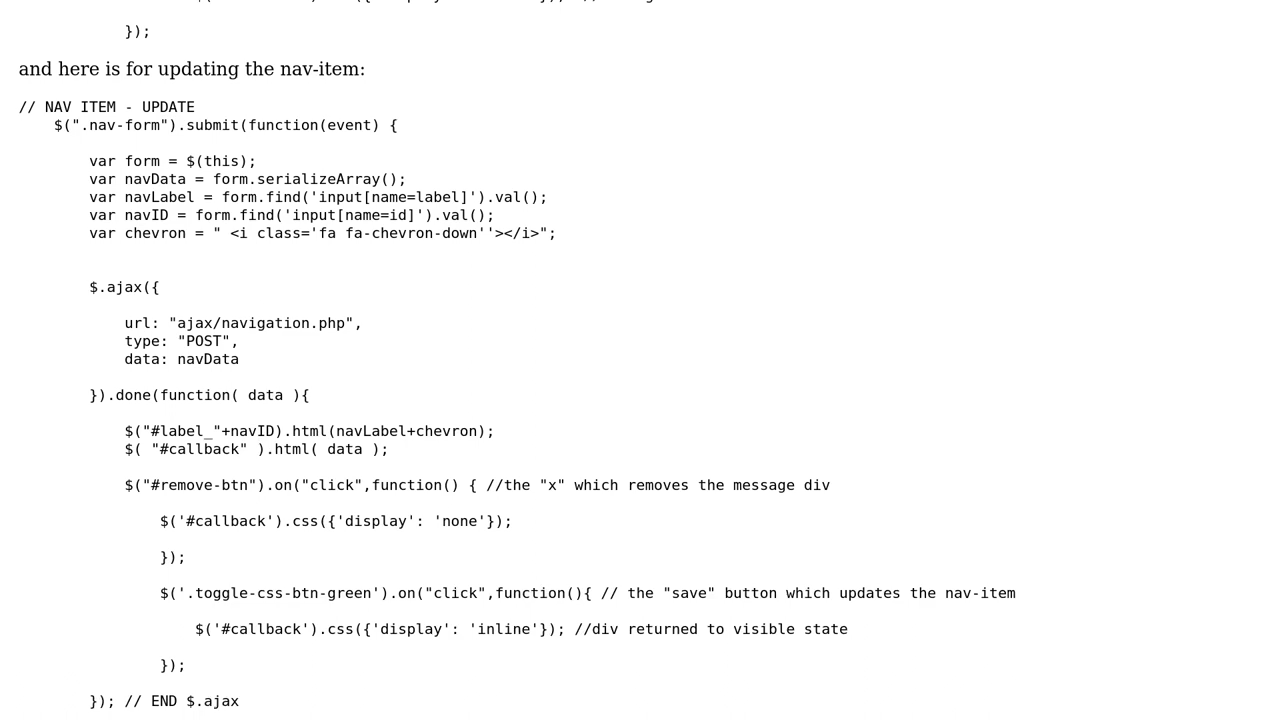 });
and here is for updating the nav-item:
// NAV ITEM - UPDATE
$(".nav-form").submit(function(event) {
var form = $(this);
var navData = form.serializeArray();
var navLabel = form.find('input[name=label]').val();
var navID = form.find('input[name=id]').val();
var chevron = " <i class='fa fa-chevron-down''></i>";
$.ajax({
url: "ajax/navigation.php",
type: "POST",
data: navData
}).done(function( data ){
$("#label_"+navID).html(navLabel+chevron);
$( "#callback" ).html( data );
$("#remove-btn").on("click",function() { //the "x" which removes the message div
$('#callback').css({'display': 'none'});
});
$('.toggle-css-btn-green').on("click",function(){ // the "save" button which updates the nav-item
$('#callback').css({'display': 'inline'}); //div returned to visible state
});
}); // END $.ajax